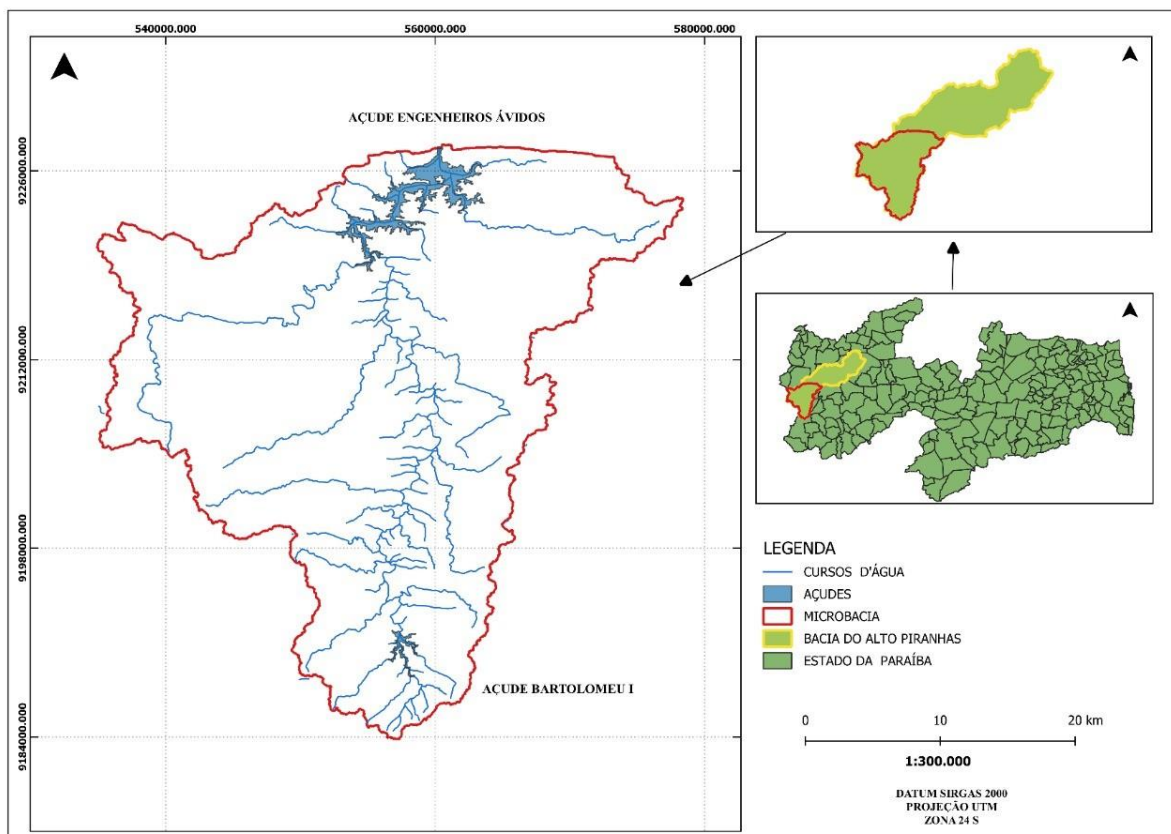 540000.000
560000.000
580000.000
AÇUDE ENGENHEIROS ÁVIDOS
9226000.000
9212000.000
9198000.000
9184000.000
AÇUDE BARTOLOMEU I
LEGENDA
CURSOS D'ÁGUA
AÇUDES
MICROBACIA
BACIA DO ALTO PIRANHAS
ESTADO DA PARAÍBA
0 10 20 km
1:300.000
DATUM SIRGAS 2000
PROJEÇÃO UTM
ZONA 24 S